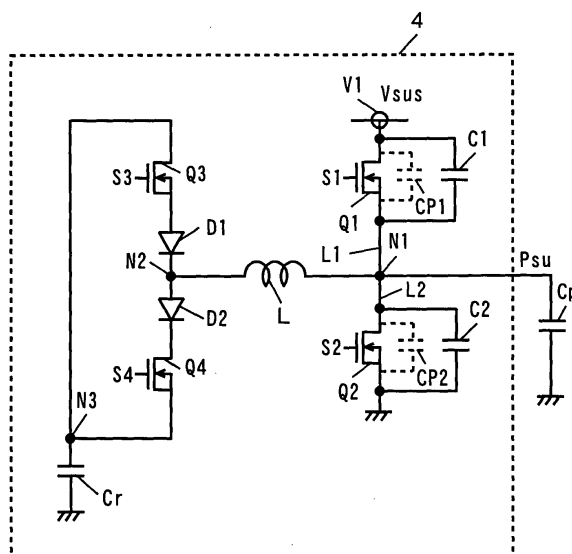 4
V1
Vsus
C1
S3
Q3
S1
CP1
Q1
D1
N2
L1
N1
Psu
L
L2
Cp
D2
C2
S2
CP2
S4
Q4
Q2
N3
Cr